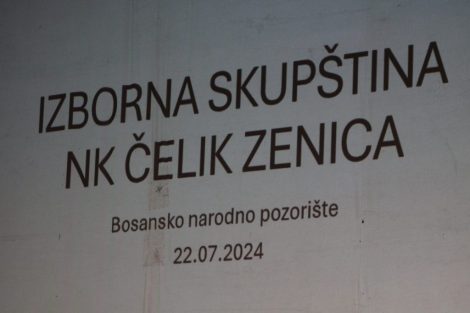 IZBORNA SKUPŠTINA
NK ČELIK ZENICA
Bosansko narodno pozorište
22.07.2024